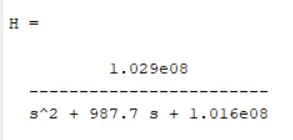 H =
1.029e08
------------------------
s^2 + 987.7 s + 1.016e08